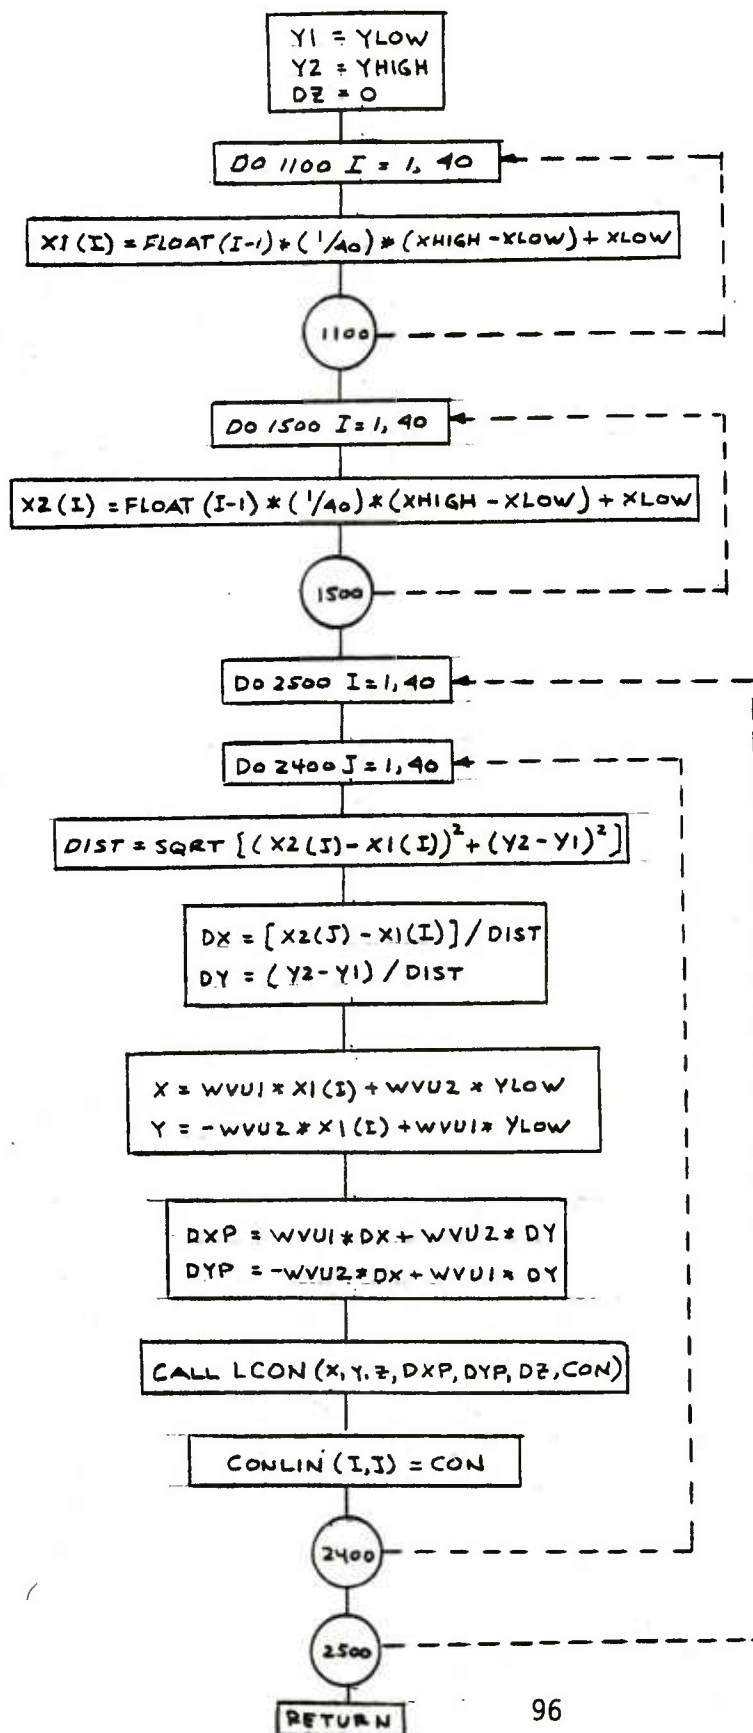 Y1 = YLOW
Y2 = YHIGH
DZ = 0
DO 1100 I = 1, 40
X1(I) = FLOAT(I-1)*(1/40)*(XHIGH-XLOW)+XLOW
1100
DO 1500 I=1,40
X2(I) = FLOAT(I-1)*(1/40)*(XHIGH-XLOW)+XLOW
1500
DO 2500 I=1,40
DO 2400 J=1,40
DIST = SQRT [(X2(J)-X1(I))²+(Y2-Y1)²]
DX = [X2(J)-X1(I)]/DIST
DY = (Y2-Y1)/DIST
X = WVU1*X1(I)+WVU2*YLOW
Y = -WVU2*X1(I)+WVU1*YLOW
DXP = WVU1*DX+WVU2*DY
DYP = -WVU2*DX+WVU1*DY
CALL LCON(X,Y,Z,DXP,DYP,DZ,CON)
CONLIN(I,J) = CON
2400
2500
RETURN
96